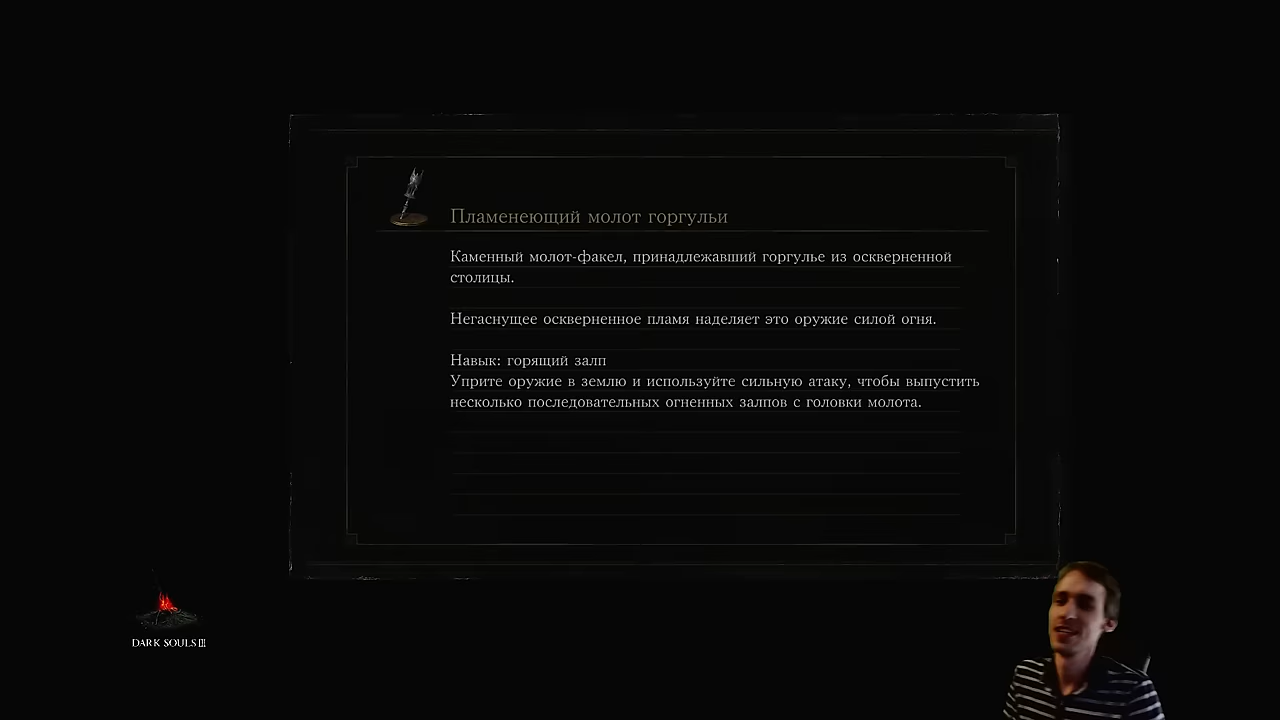 Пламенеющий молот горгульи
Каменный молот-факел, принадлежавший горгулье из оскверненной
столицы.
Негаснущее оскверненное пламя наделяет это оружие силой огня.
Навык: горящий залп
Уприте оружие в землю и используйте сильную атаку, чтобы выпустить
несколько последовательных огненных залпов с головки молота.
DARK SOULS III